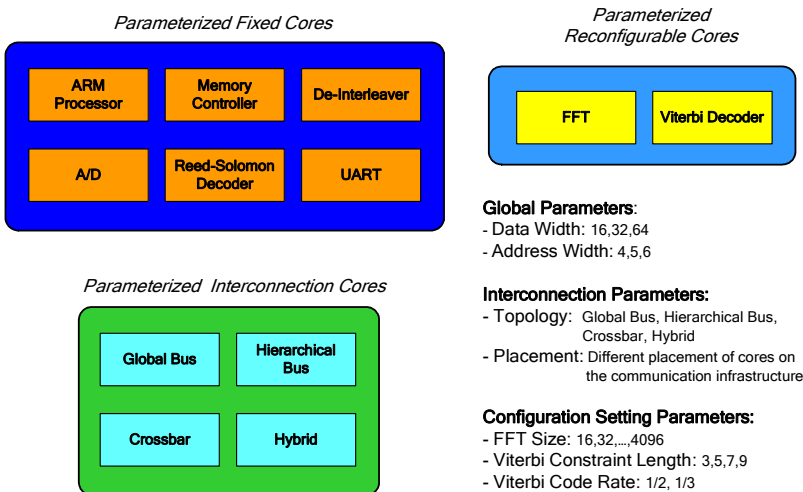 Parameterized Fixed Cores
ARM
Processor
Memory
Controller
De-Interleaver
A/D
Reed-Solomon
Decoder
UART
Parameterized
Reconfigurable Cores
FFT
Viterbi Decoder
Parameterized Interconnection Cores
Global Bus
Hierarchical
Bus
Crossbar
Hybrid
Global Parameters:
- Data Width: 16,32,64
- Address Width: 4,5,6
Interconnection Parameters:
- Topology: Global Bus, Hierarchical Bus,
Crossbar, Hybrid
- Placement: Different placement of cores on
the communication infrastructure
Configuration Setting Parameters:
- FFT Size: 16,32,...,4096
- Viterbi Constraint Length: 3,5,7,9
- Viterbi Code Rate: 1/2, 1/3